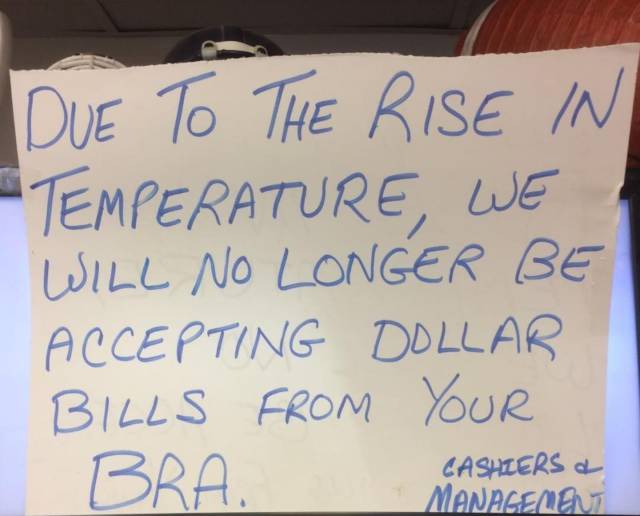 DUE TO THE RISE IN
TEMPERATURE, WE
WILL NO LONGER BE
ACCEPTING DOLLAR
BILLS FROM YOUR
BRA.
CASHIERS &
MANAGEMENT